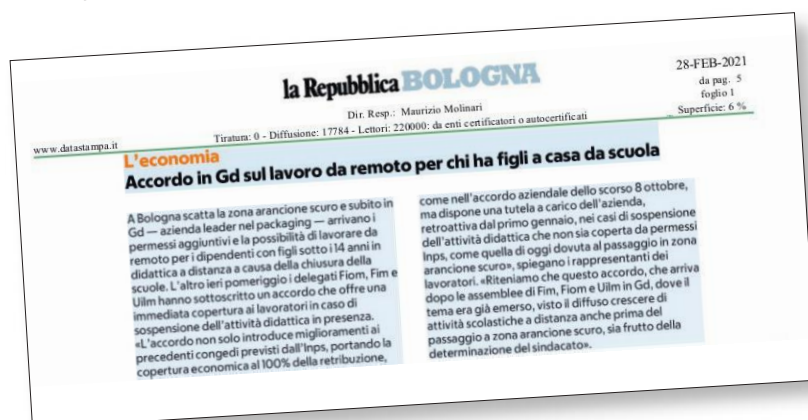 la Repubblica BOLOGNA
28-FEB-2021
da pag. 5
foglio 1
Superficie: 6 %
Dir. Resp.: Maurizio Molinari
www.datastampa.it
Tiratura: 0 - Diffusione: 17784 - Lettori: 220000: da enti certificatori o autocertificati
L'economia
Accordo in Gd sul lavoro da remoto per chi ha figli a casa da scuola
A Bologna scatta la zona arancione scuro e subito in
Gd — azienda leader nel packaging — arrivano i
permessi aggiuntivi e la possibilità di lavorare da
remoto per i dipendenti con figli sotto i 14 anni in
didattica a distanza a causa della chiusura della
scuole. L'altro ieri pomeriggio i delegati Fiom, Fim e
Uilm hanno sottoscritto un accordo che offre una
immediata copertura ai lavoratori in caso di
sospensione dell'attività didattica in presenza.
«L'accordo non solo introduce miglioramenti ai
precedenti congedi previsti dall'Inps, portando la
copertura economica al 100% della retribuzione,
come nell'accordo aziendale dello scorso 8 ottobre,
ma dispone una tutela a carico dell'azienda,
retroattiva dal primo gennaio, nei casi di sospensione
dell'attività didattica che non sia coperta da permessi
Inps, come quella di oggi dovuta al passaggio in zona
arancione scuro», spiegano i rappresentanti dei
lavoratori. «Riteniamo che questo accordo, che arriva
dopo le assemblee di Fim, Fiom e Uilm in Gd, dove il
tema era già emerso, visto il diffuso crescere di
attività scolastiche a distanza anche prima del
passaggio a zona arancione scuro, sia frutto della
determinazione del sindacato».